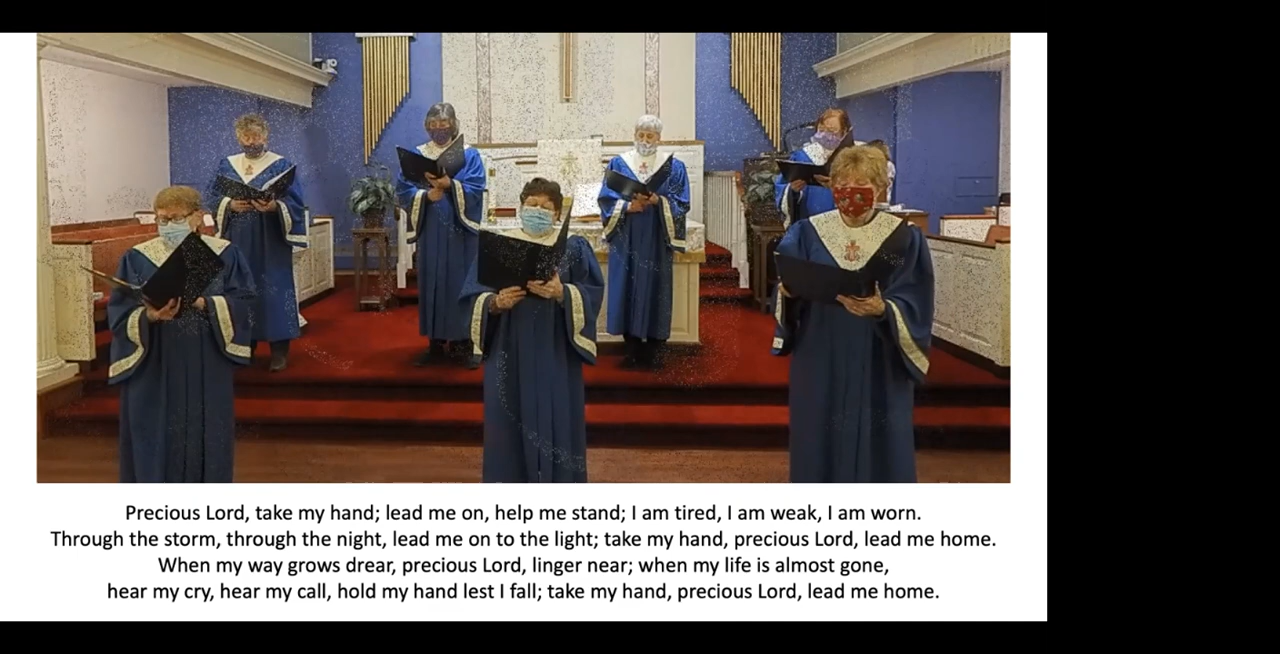 Precious Lord, take my hand; lead me on, help me stand; I am tired, I am weak, I am worn.
Through the storm, through the night, lead me on to the light; take my hand, precious Lord, lead me home.
When my way grows drear, precious Lord, linger near; when my life is almost gone,
hear my cry, hear my call, hold my hand lest I fall; take my hand, precious Lord, lead me home.